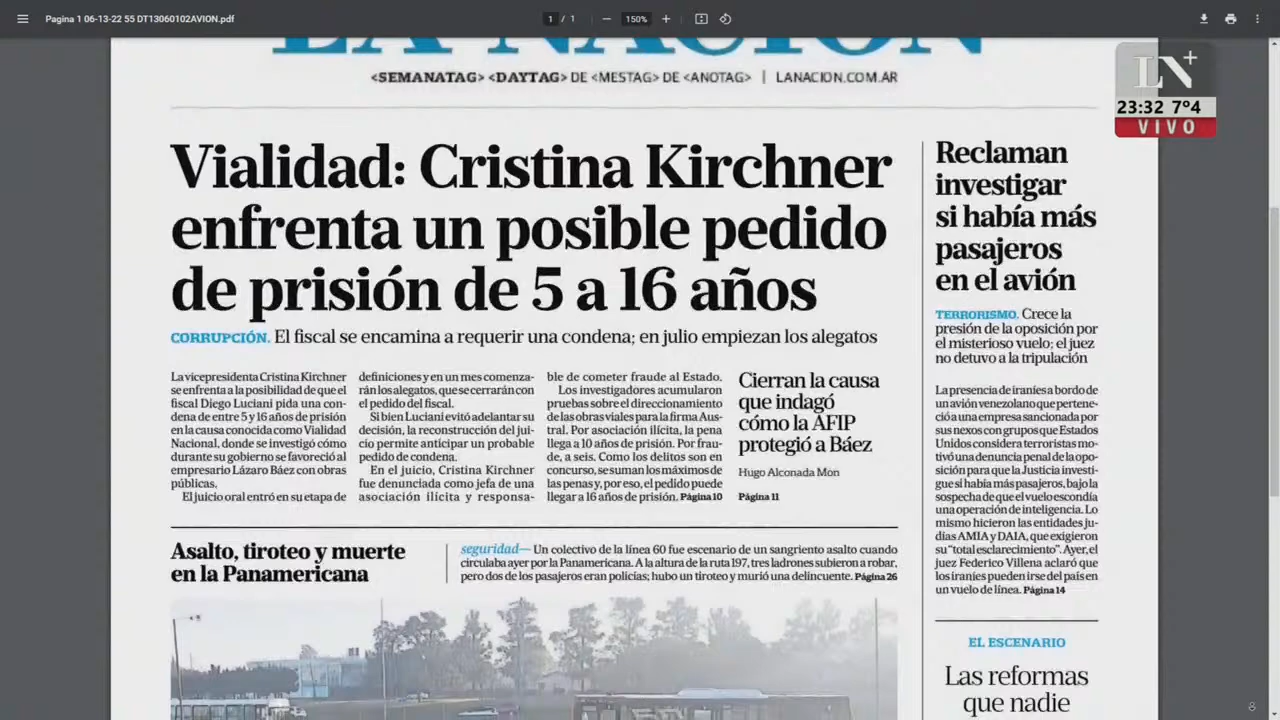 Pagina 1 06-13-22 55 DT13060102AVION.pdf
1 / 1
150%
LA NACION
<SEMANATAG> <DAYTAG> DE <MESTAG> DE <ANOTAG> | LANACION.COM.AR
LN+
23:32 7°4
VIVO
Vialidad: Cristina Kirchner
enfrenta un posible pedido
de prisión de 5 a 16 años
CORRUPCIÓN. El fiscal se encamina a requerir una condena; en julio empiezan los alegatos
La vicepresidenta Cristina Kirchner
se enfrenta a la posibilidad de que el
fiscal Diego Luciani pida una con-
dena de entre 5 y 16 años de prisión
en la causa conocida como Vialidad
Nacional, donde se investigó cómo
durante su gobierno se favoreció al
empresario Lázaro Báez con obras
públicas.
El juicio oral entró en su etapa de
definiciones y en un mes comenza-
rán los alegatos, que se cerrarán con
el pedido del fiscal.
Si bien Luciani evitó adelantar su
decisión, la reconstrucción del jui-
cio permite anticipar un probable
pedido de condena.
En el juicio, Cristina Kirchner
fue denunciada como jefa de una
asociación ilícita y responsa-
ble de cometer fraude al Estado.
Los investigadores acumularon
pruebas sobre el direccionamiento
de las obras viales para la firma Aus-
tral. Por asociación ilícita, la pena
llega a 10 años de prisión. Por frau-
de, a seis. Como los delitos son en
concurso, se suman los máximos de
las penas y, por eso, el pedido puede
llegar a 16 años de prisión. Página 10
Cierran la causa
que indagó
cómo la AFIP
protegió a Báez
Hugo Alconada Mon
Página 11
Asalto, tiroteo y muerte
en la Panamericana
seguridad— Un colectivo de la línea 60 fue escenario de un sangriento asalto cuando
circulaba ayer por la Panamericana. A la altura de la ruta 197, tres ladrones subieron a robar,
pero dos de los pasajeros eran policías; hubo un tiroteo y murió una delincuente. Página 26
Reclaman
investigar
si había más
pasajeros
en el avión
TERRORISMO. Crece la
presión de la oposición por
el misterioso vuelo; el juez
no detuvo a la tripulación
La presencia de iraníes a bordo de
un avión venezolano que pertene-
ció a una empresa sancionada por
sus nexos con grupos que Estados
Unidos considera terroristas mo-
tivó una denuncia penal de la opo-
sición para que la Justicia investi-
gue si había más pasajeros, bajo la
sospecha de que el vuelo escondía
una operación de inteligencia. Lo
mismo hicieron las entidades ju-
días AMIA y DAIA, que exigieron
su "total esclarecimiento". Ayer, el
juez Federico Villena aclaró que
los iraníes pueden irse del país en
un vuelo de línea. Página 14
EL ESCENARIO
Las reformas
que nadie